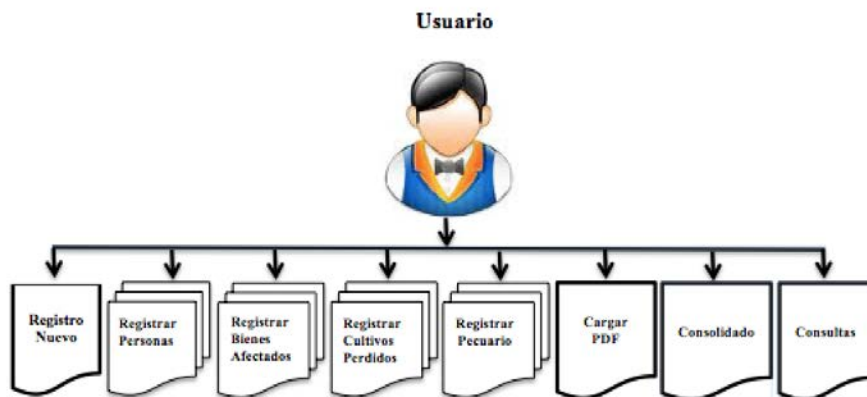 Usuario
Registro
Nuevo
Registrar
Personas
Registrar
Bienes
Afectados
Registrar
Cultivos
Perdidos
Registrar
Pecuario
Cargar
PDF
Consolidado
Consultas